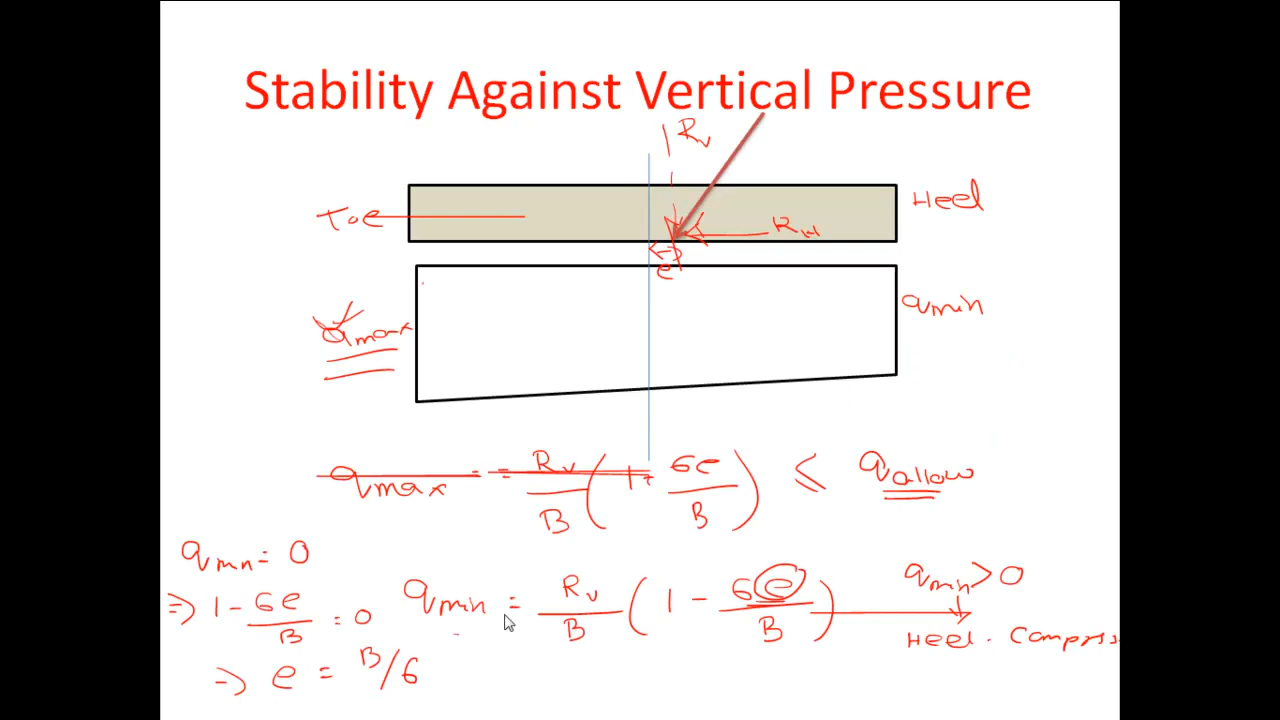 Stability Against Vertical Pressure
Rv
Toe
Heel
RH
e
qmax
qmin
qmax = Rv/B (1 + 6e/B) ≤ qallow
qmin = 0
⇒ 1 - 6e/B = 0
⇒ e = B/6
qmin = Rv/B (1 - 6e/B)
qmin > 0
Heel - Compress